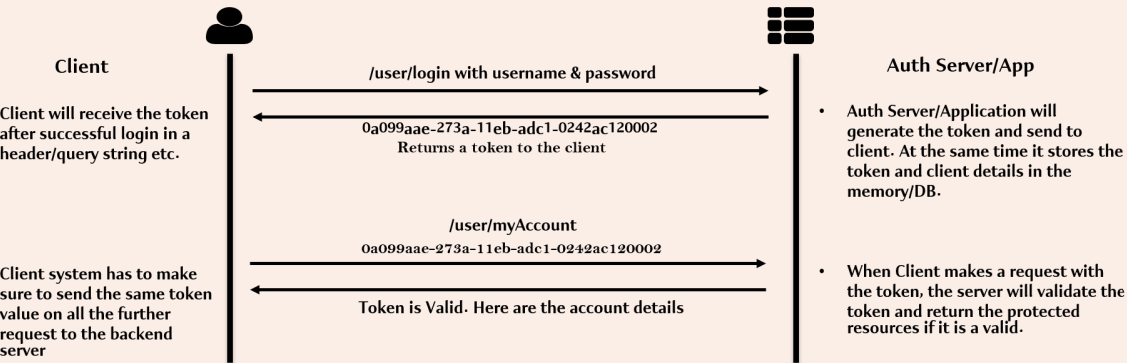 Client
Client will receive the token
after successful login in a
header/query string etc.
Client system has to make
sure to send the same token
value on all the further
request to the backend
server
/user/login with username & password
0a099aae-273a-11eb-adc1-0242ac120002
Returns a token to the client
/user/myAccount
0a099aae-273a-11eb-adc1-0242ac120002
Token is Valid. Here are the account details
Auth Server/App
• Auth Server/Application will
generate the token and send to
client. At the same time it stores the
token and client details in the
memory/DB.
• When Client makes a request with
the token, the server will validate the
token and return the protected
resources if it is a valid.